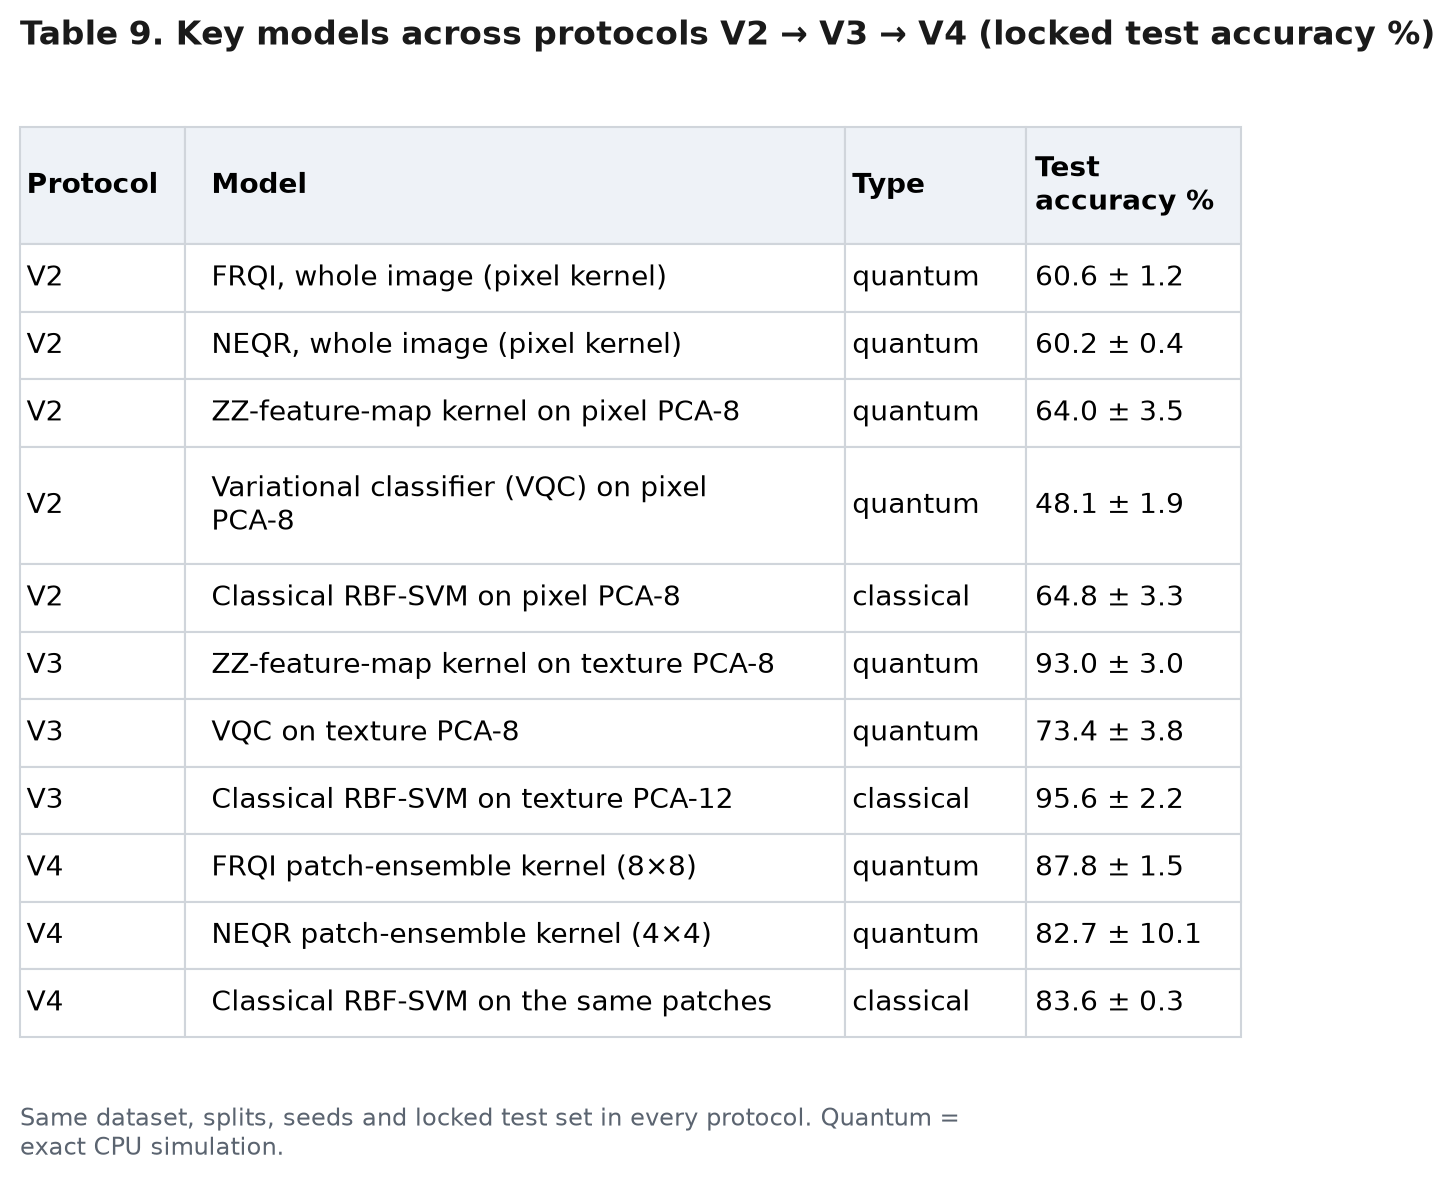 Table 9. Key models across protocols V2 → V3 → V4 (locked test accuracy %)
Protocol Model Type Test accuracy %
V2 FRQI, whole image (pixel kernel) quantum 60.6 ± 1.2
V2 NEQR, whole image (pixel kernel) quantum 60.2 ± 0.4
V2 ZZ-feature-map kernel on pixel PCA-8 quantum 64.0 ± 3.5
V2 Variational classifier (VQC) on pixel PCA-8 quantum 48.1 ± 1.9
V2 Classical RBF-SVM on pixel PCA-8 classical 64.8 ± 3.3
V3 ZZ-feature-map kernel on texture PCA-8 quantum 93.0 ± 3.0
V3 VQC on texture PCA-8 quantum 73.4 ± 3.8
V3 Classical RBF-SVM on texture PCA-12 classical 95.6 ± 2.2
V4 FRQI patch-ensemble kernel (8×8) quantum 87.8 ± 1.5
V4 NEQR patch-ensemble kernel (4×4) quantum 82.7 ± 10.1
V4 Classical RBF-SVM on the same patches classical 83.6 ± 0.3
Same dataset, splits, seeds and locked test set in every protocol. Quantum =
exact CPU simulation.